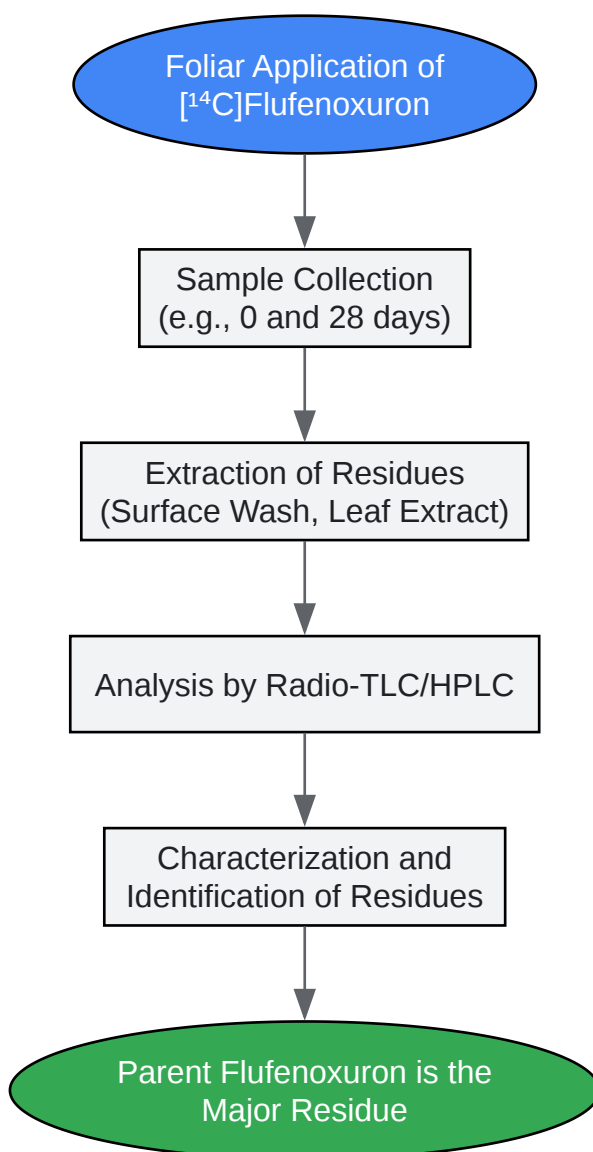 Foliar Application of
[¹⁴C]Flufenoxuron
Sample Collection
(e.g., 0 and 28 days)
Extraction of Residues
(Surface Wash, Leaf Extract)
Analysis by Radio-TLC/HPLC
Characterization and
Identification of Residues
Parent Flufenoxuron is the
Major Residue